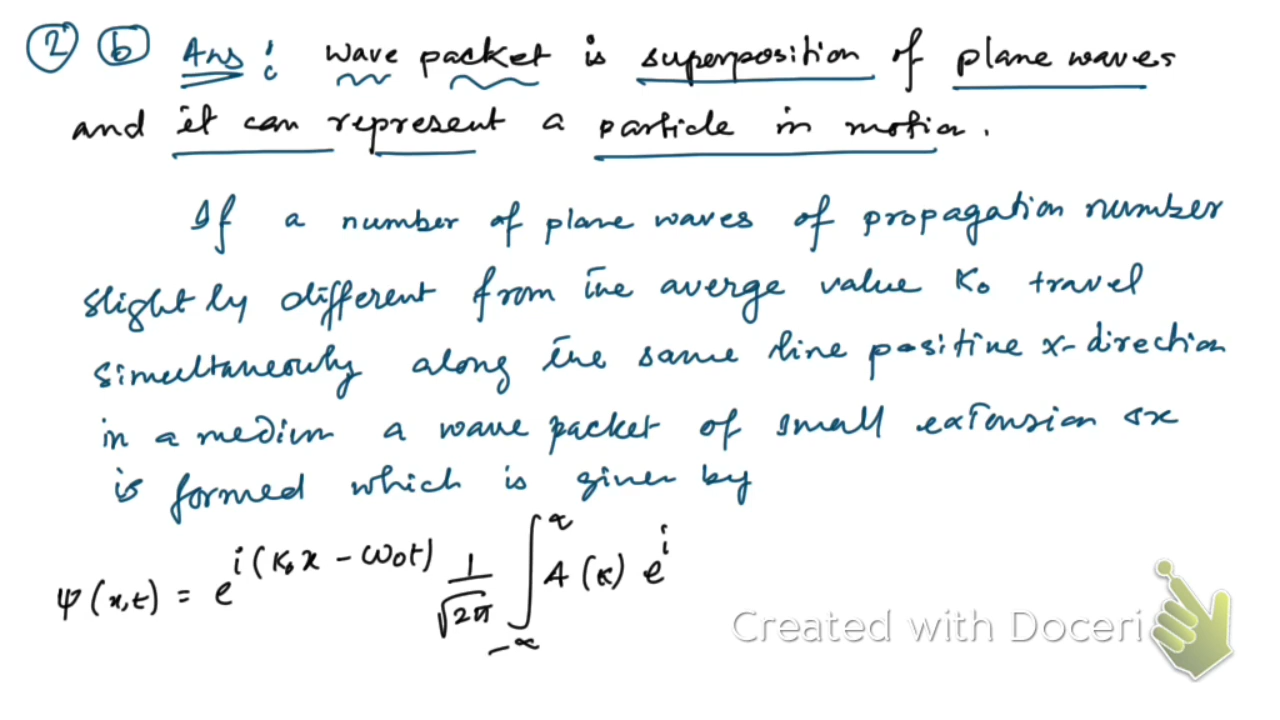 ② ⓑ Ans: Wave packet is superposition of plane waves
and it can represent a particle in motion.
If a number of plane waves of propagation number
slightly different from the averge value K₀ travel
simultaneously along the same line positive x-direction
in a medium a wave packet of small extension Δx
is formed which is given by
ψ(x,t) = e^{i(K₀x - ω₀t)} 1/√2π ∫_{-∞}^{∞} A(K) e^{i
Created with Doceri